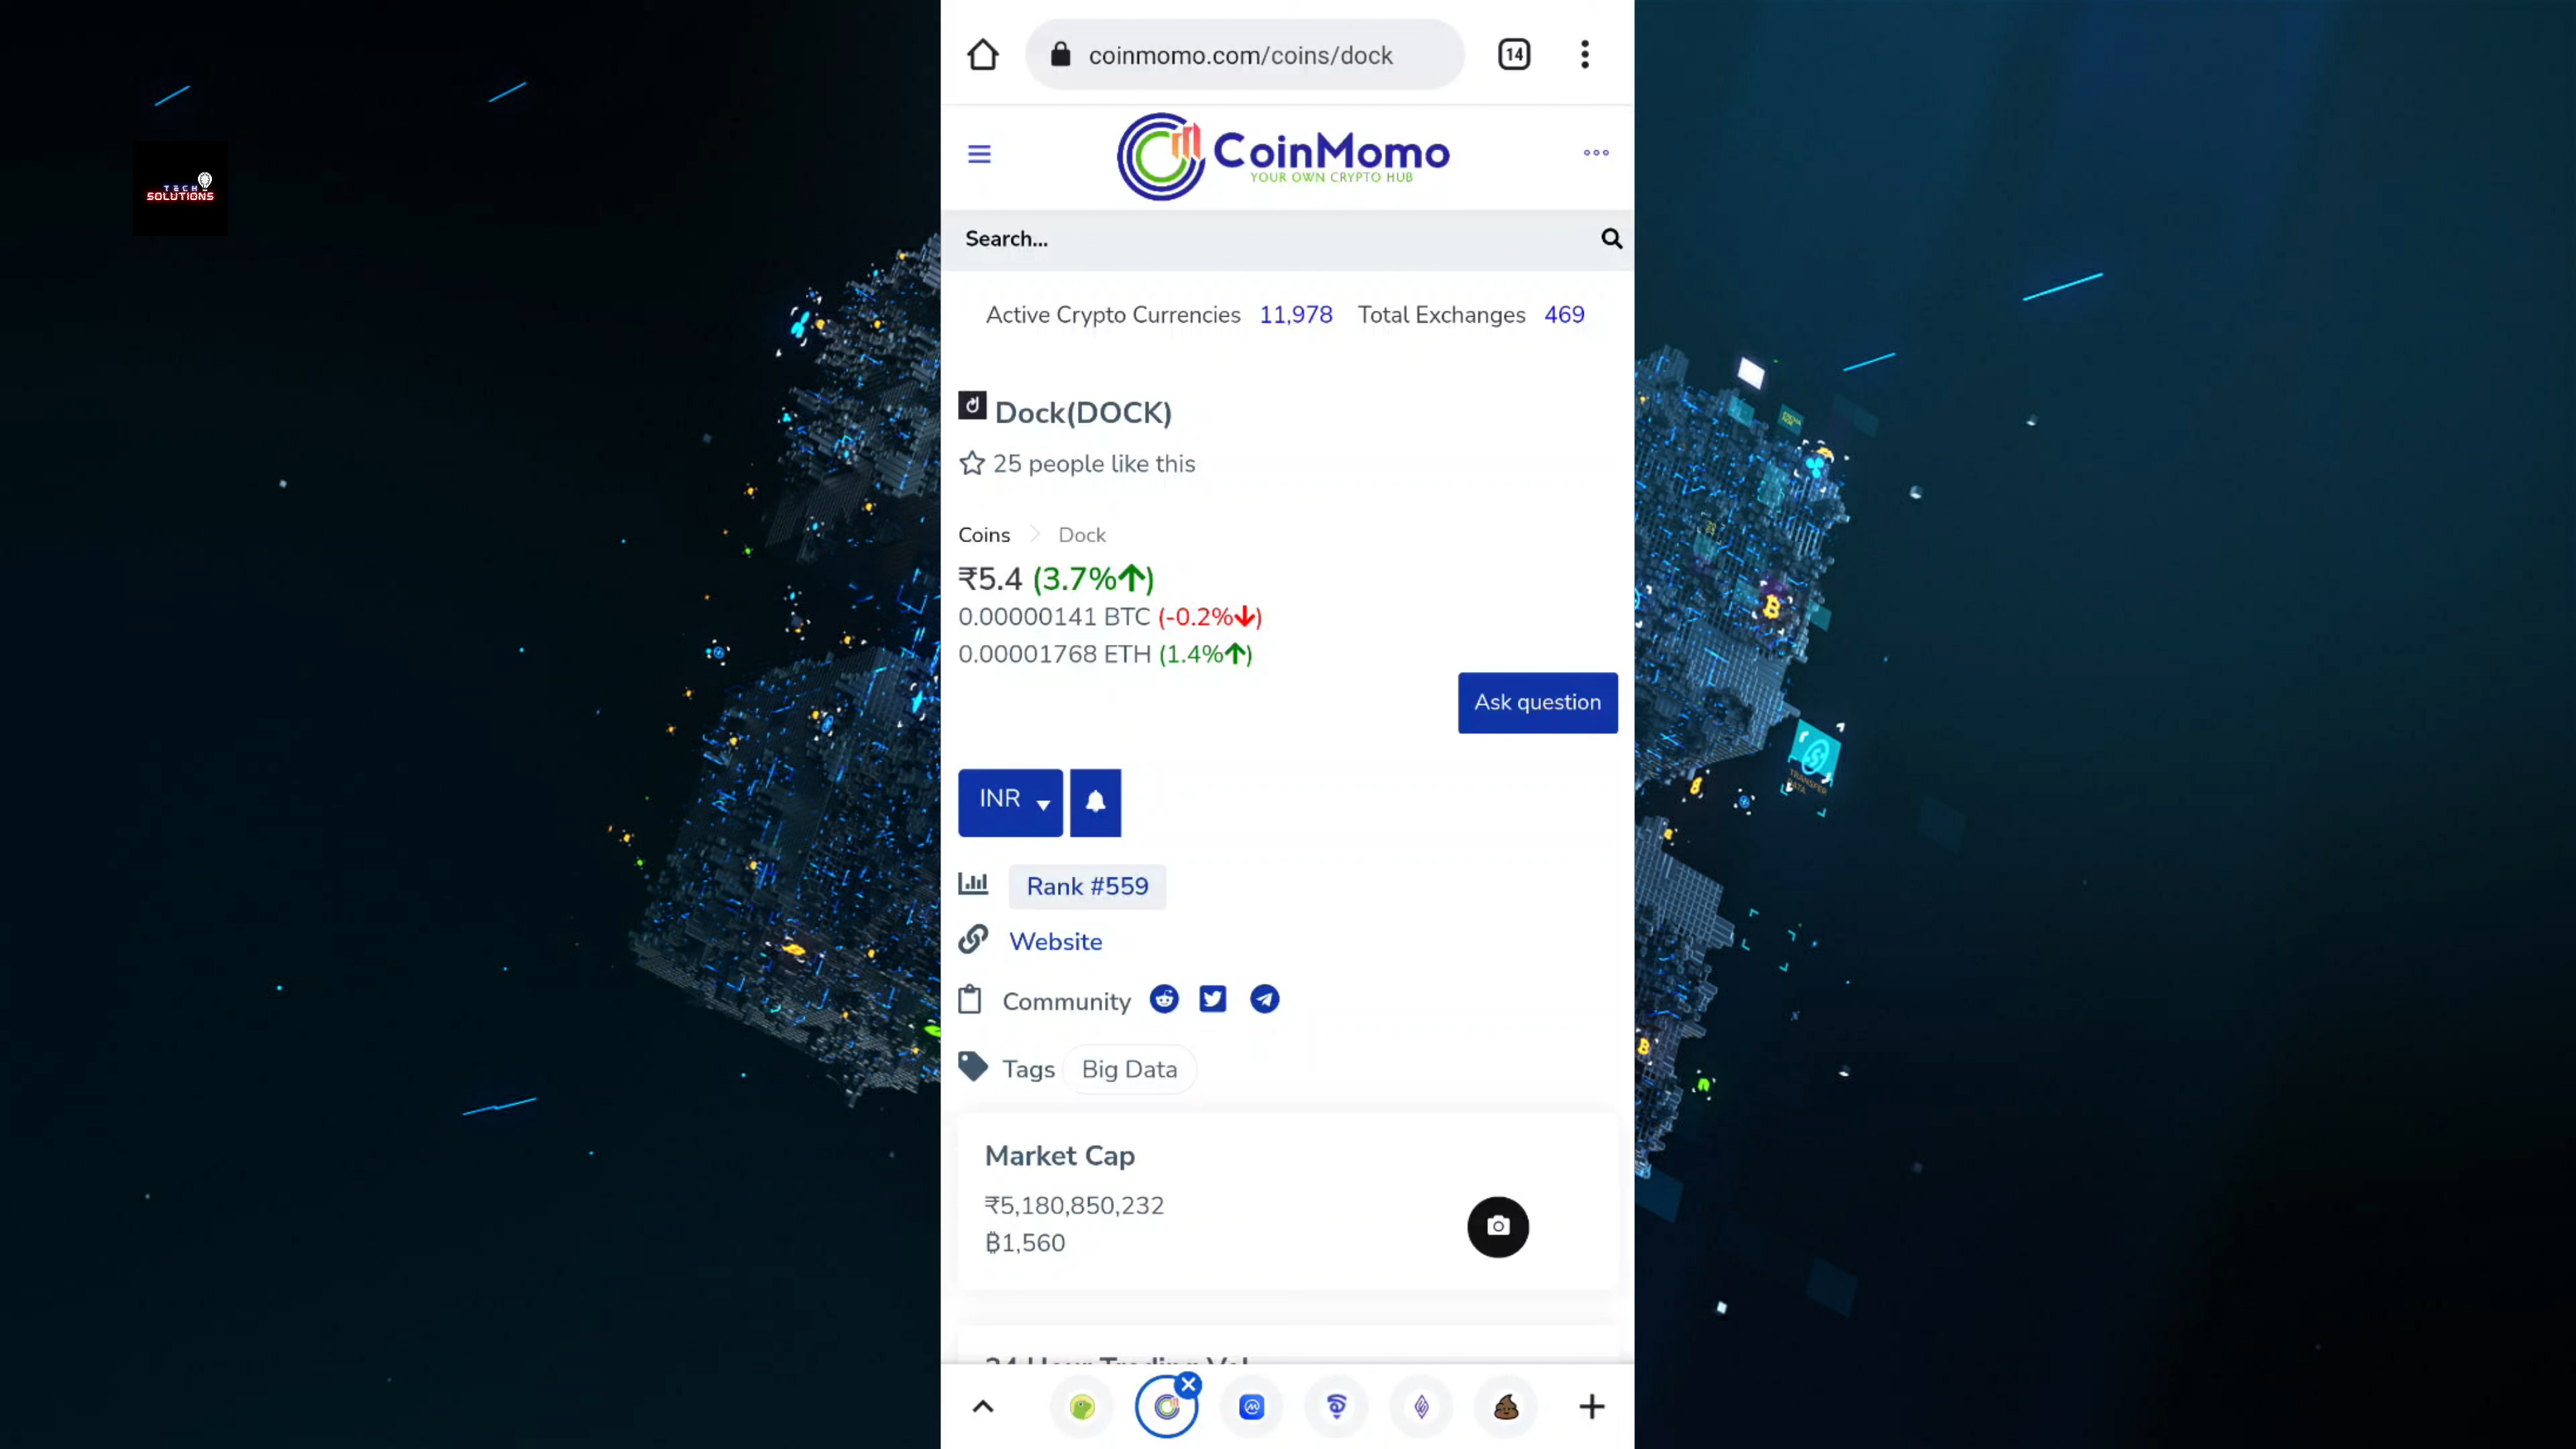 coinmomo.com/coins/dock
14
TECH
SOLUTIONS
CoinMomo
YOUR OWN CRYPTO HUB
Search...
Active Crypto Currencies 11,978 Total Exchanges 469
Dock(DOCK)
25 people like this
Coins > Dock
₹5.4 (3.7%↑)
0.00000141 BTC (-0.2%↓)
0.00001768 ETH (1.4%↑)
Ask question
INR
Rank #559
Website
Community
Tags Big Data
Market Cap
₹5,180,850,232
₿1,560
TRANSFER
DATA